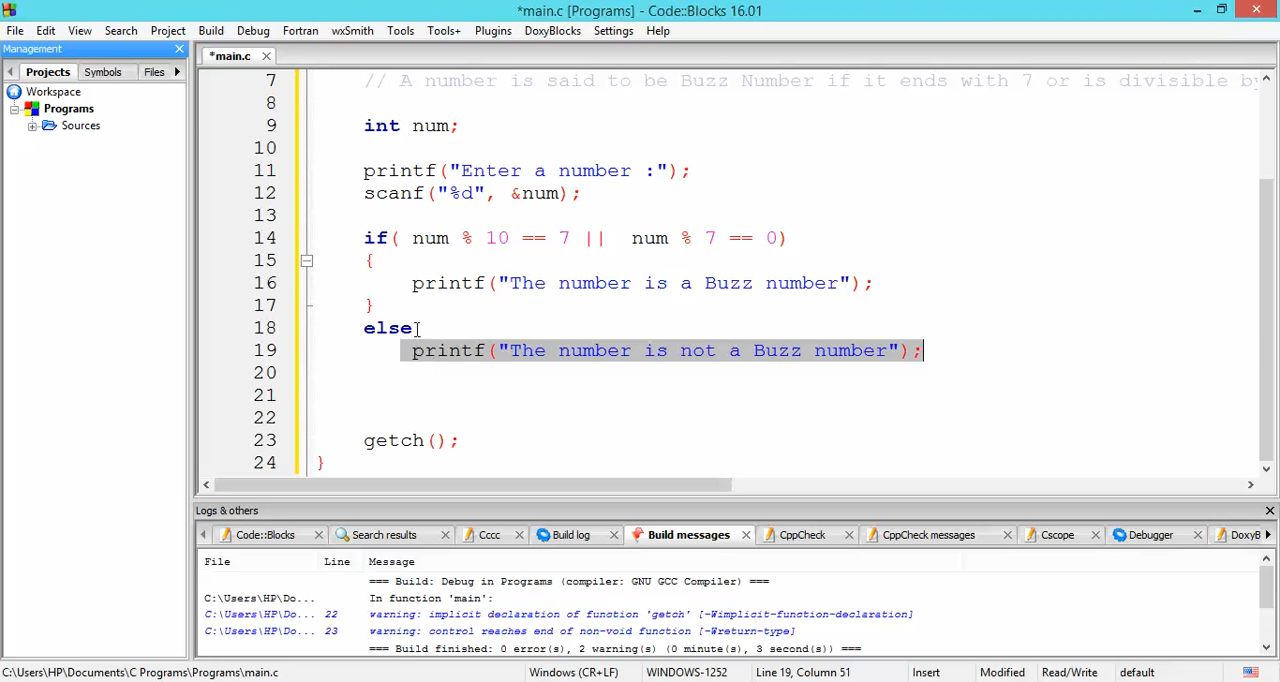 *main.c [Programs] - Code::Blocks 16.01
File Edit View Search Project Build Debug Fortran wxSmith Tools Tools+ Plugins DoxyBlocks Settings Help
Management
*main.c
Projects Symbols Files
Workspace
Programs
Sources
7 // A number is said to be Buzz Number if it ends with 7 or is divisible by
8
9 int num;
10
11 printf("Enter a number :");
12 scanf("%d", &num);
13
14 if( num % 10 == 7 || num % 7 == 0)
15 {
16 printf("The number is a Buzz number");
17 }
18 else
19 printf("The number is not a Buzz number");
20
21
22
23 getch();
24 }
Logs & others
Code::Blocks Search results Cccc Build log Build messages CppCheck CppCheck messages Cscope Debugger DoxyB
File Line Message
=== Build: Debug in Programs (compiler: GNU GCC Compiler) ===
C:\Users\HP\Do... In function 'main':
C:\Users\HP\Do... 22 warning: implicit declaration of function 'getch' [-Wimplicit-function-declaration]
C:\Users\HP\Do... 23 warning: control reaches end of non-void function [-Wreturn-type]
=== Build finished: 0 error(s), 2 warning(s) (0 minute(s), 3 second(s)) ===
C:\Users\HP\Documents\C Programs\Programs\main.c Windows (CR+LF) WINDOWS-1252 Line 19, Column 51 Insert Modified Read/Write default